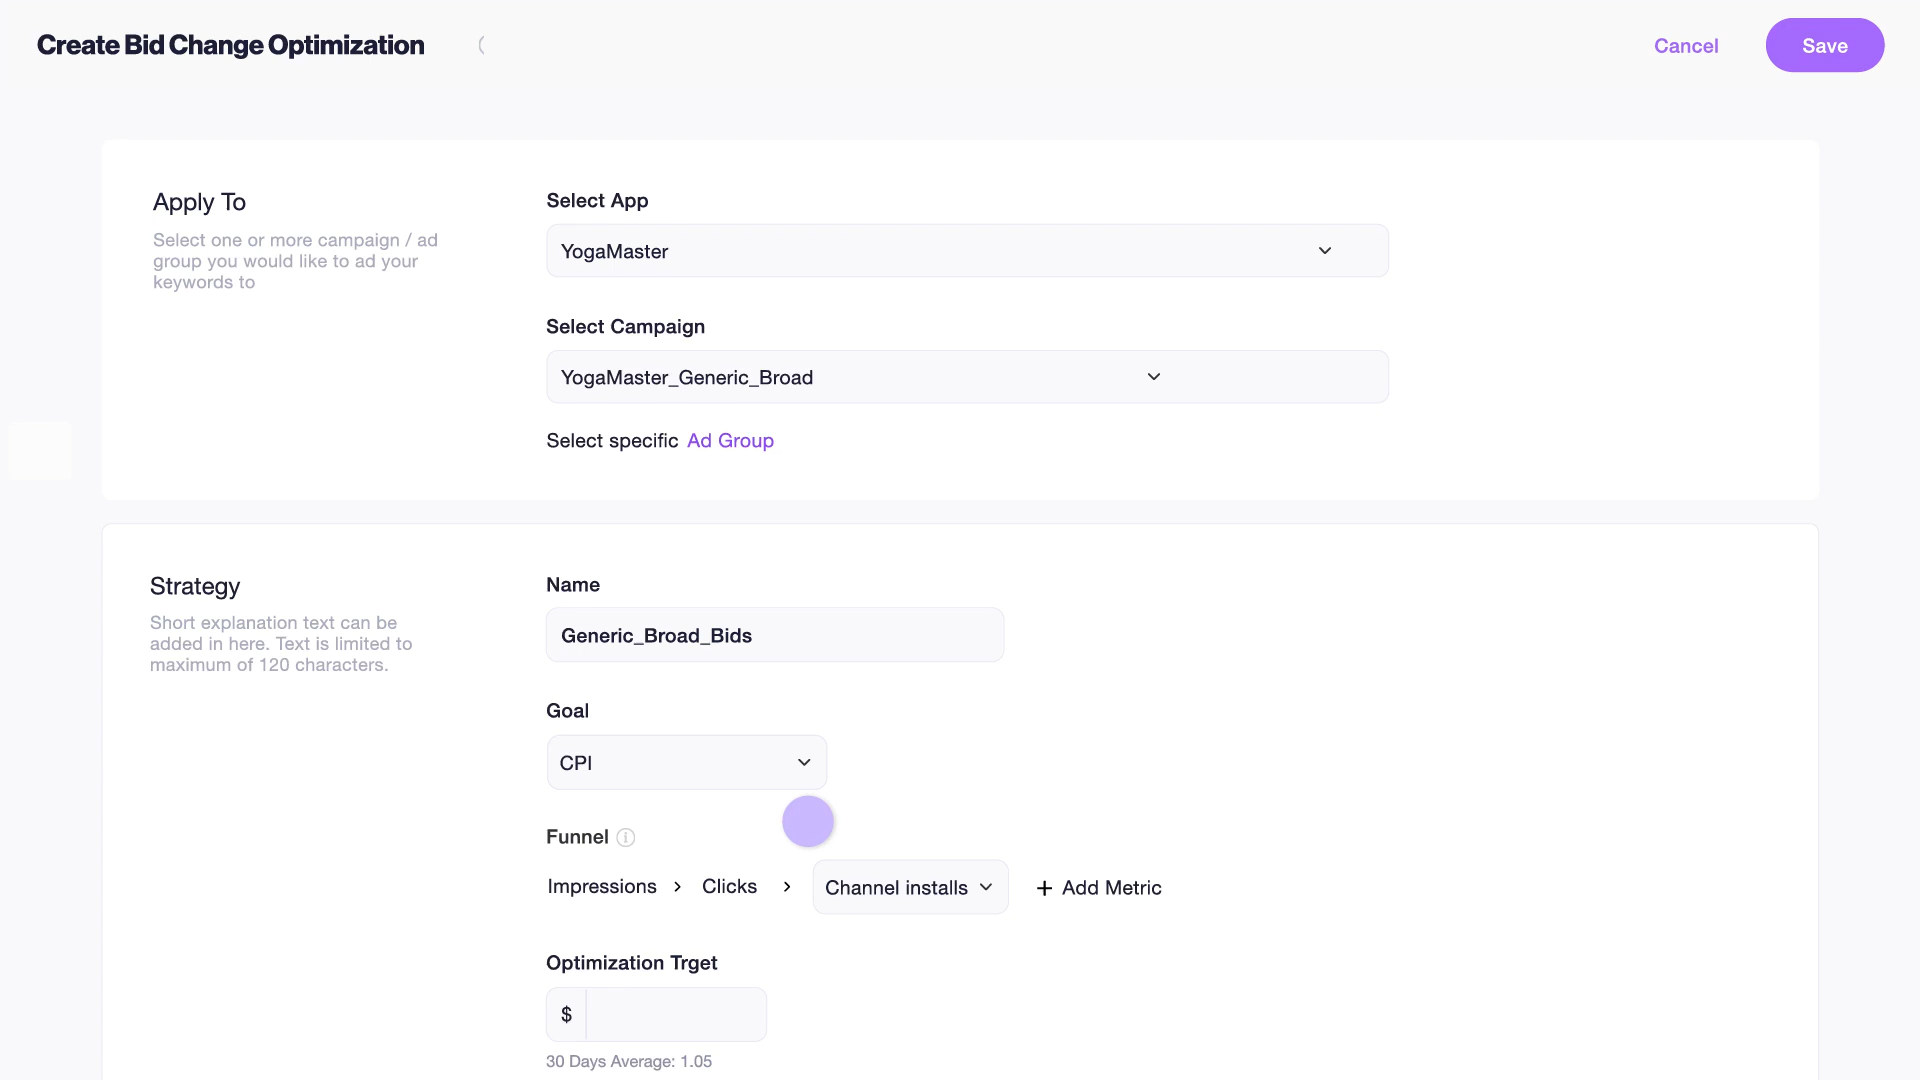 Create Bid Change Optimization
Cancel
Save
Apply To
Select one or more campaign / ad
group you would like to ad your
keywords to
Select App
YogaMaster
Select Campaign
YogaMaster_Generic_Broad
Select specific Ad Group
Strategy
Short explanation text can be
added in here. Text is limited to
maximum of 120 characters.
Name
Generic_Broad_Bids
Goal
CPI
Funnel
Impressions > Clicks > Channel installs + Add Metric
Optimization Trget
$
30 Days Average: 1.05